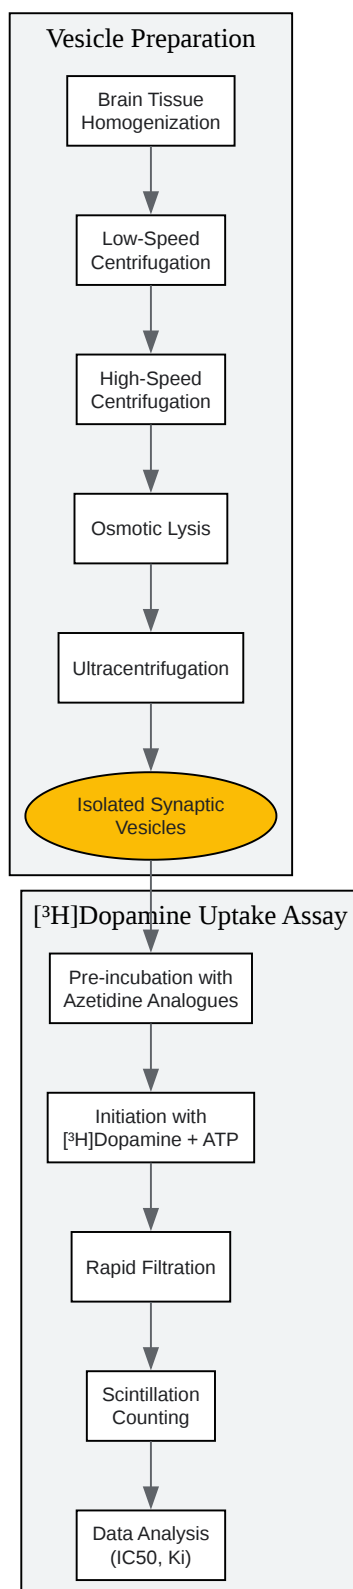 Vesicle Preparation
Brain Tissue
Homogenization
Low-Speed
Centrifugation
High-Speed
Centrifugation
Osmotic Lysis
Ultracentrifugation
Isolated Synaptic
Vesicles
[³H]Dopamine Uptake Assay
Pre-incubation with
Azetidine Analogues
Initiation with
[³H]Dopamine + ATP
Rapid Filtration
Scintillation
Counting
Data Analysis
(IC50, Ki)